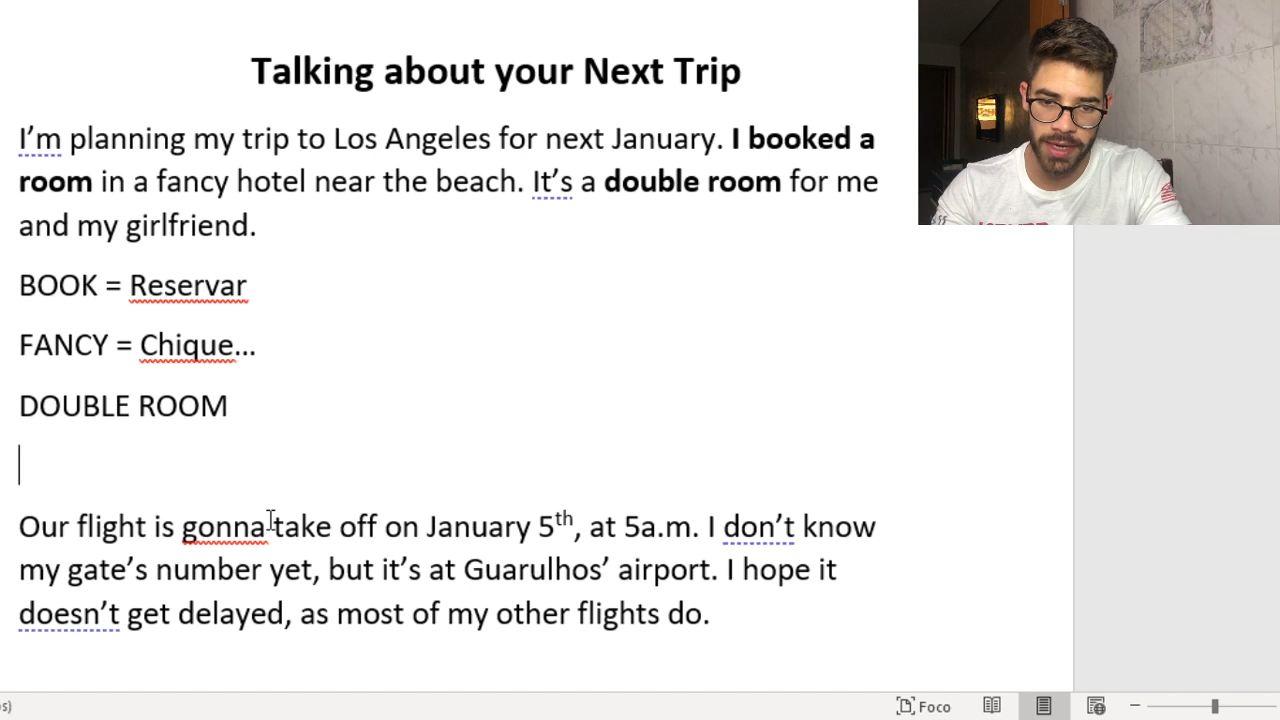 Talking about your Next Trip
I'm planning my trip to Los Angeles for next January. I booked a
room in a fancy hotel near the beach. It's a double room for me
and my girlfriend.
BOOK = Reservar
FANCY = Chique...
DOUBLE ROOM
Our flight is gonna take off on January 5th, at 5a.m. I don't know
my gate's number yet, but it's at Guarulhos' airport. I hope it
doesn't get delayed, as most of my other flights do.
Foco